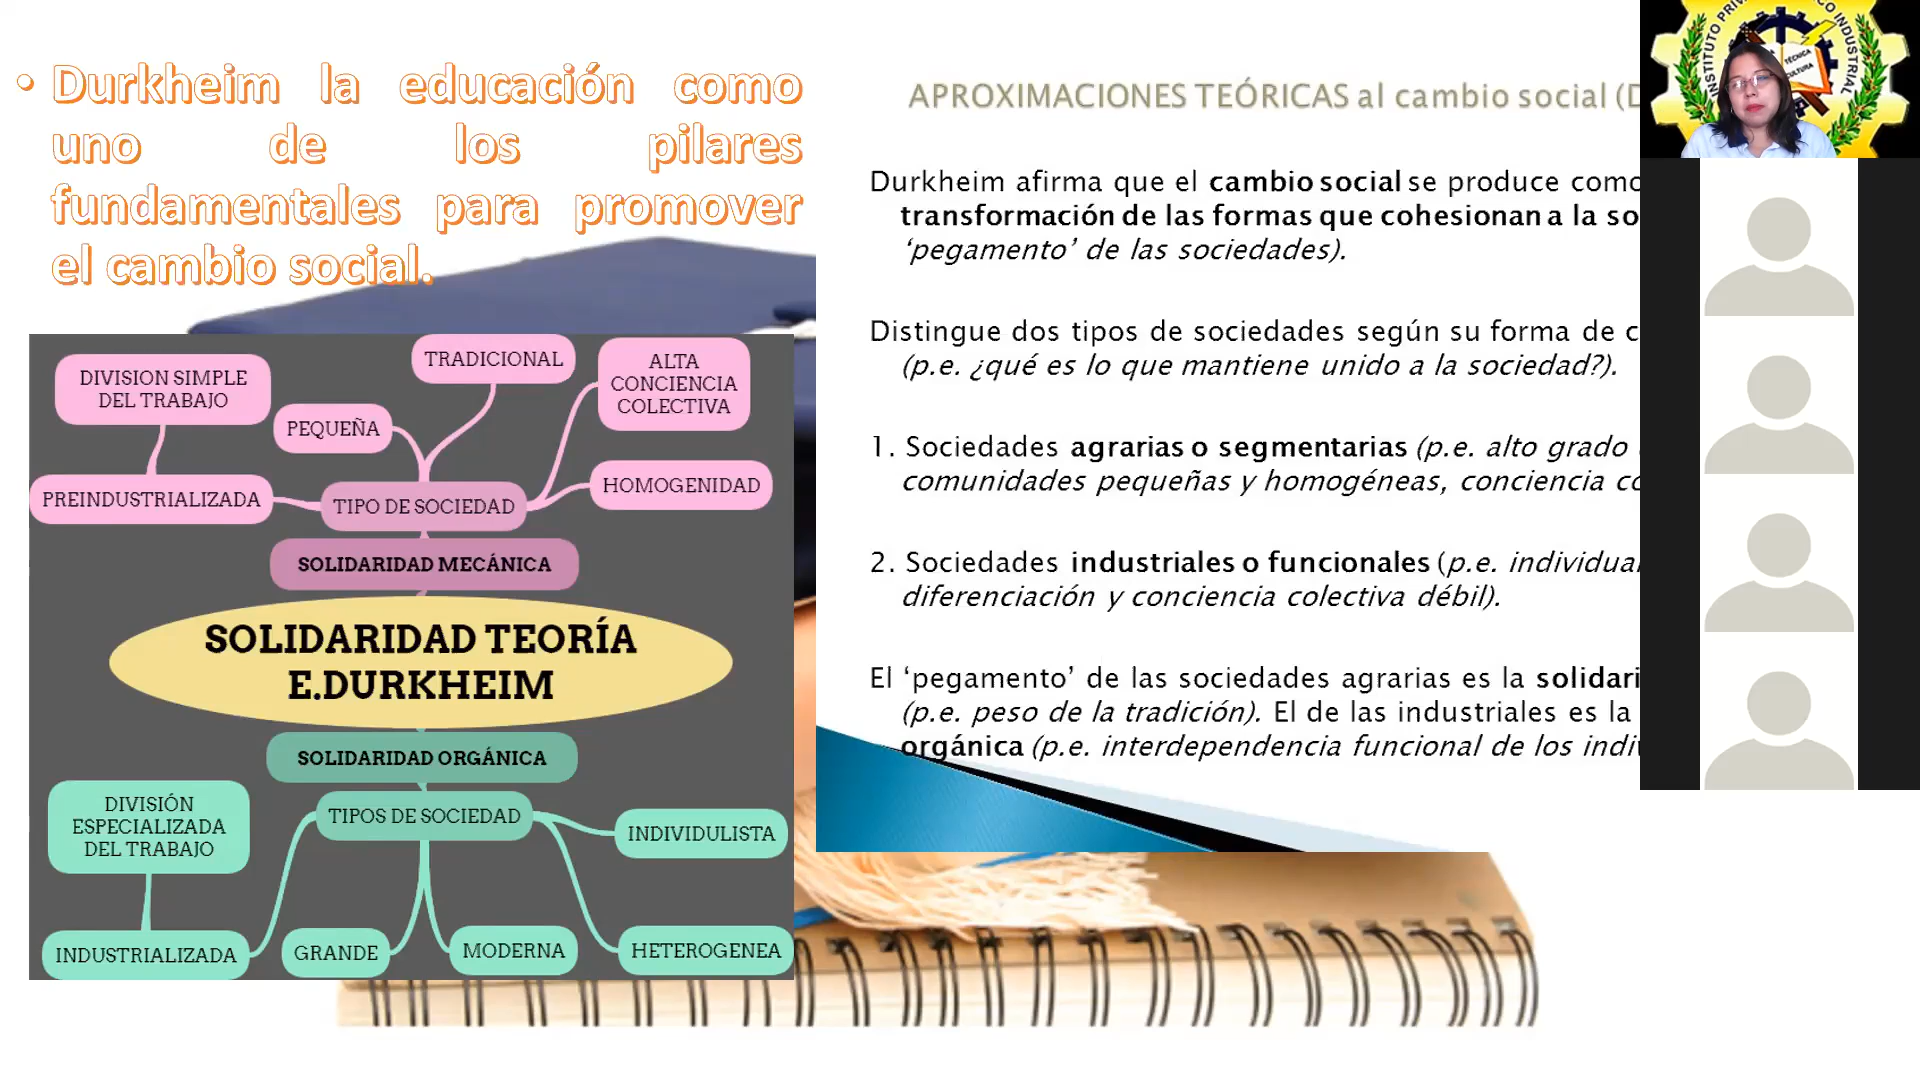 • Durkheim la educación como
uno de los pilares
fundamentales para promover
el cambio social.
DIVISION SIMPLE
DEL TRABAJO
TRADICIONAL
ALTA
CONCIENCIA
COLECTIVA
PEQUEÑA
PREINDUSTRIALIZADA
TIPO DE SOCIEDAD
HOMOGENIDAD
SOLIDARIDAD MECÁNICA
SOLIDARIDAD TEORÍA
E.DURKHEIM
SOLIDARIDAD ORGÁNICA
DIVISIÓN
ESPECIALIZADA
DEL TRABAJO
TIPOS DE SOCIEDAD
INDIVIDULISTA
INDUSTRIALIZADA
GRANDE
MODERNA
HETEROGENEA
APROXIMACIONES TEÓRICAS al cambio social (
Durkheim afirma que el cambio social se produce como
transformación de las formas que cohesionan a la
‘pegamento’ de las sociedades).
Distingue dos tipos de sociedades según su forma de
(p.e. ¿qué es lo que mantiene unido a la sociedad?).
1. Sociedades agrarias o segmentarias (p.e. alto grado
comunidades pequeñas y homogéneas, conciencia
2. Sociedades industriales o funcionales (p.e.
diferenciación y conciencia colectiva débil).
El ‘pegamento’ de las sociedades agrarias es la
(p.e. peso de la tradición). El de las industriales es la
orgánica (p.e. interdependencia funcional de los
INSTITUTO
INDUSTRIAL
TÉCNICA
CULTURA